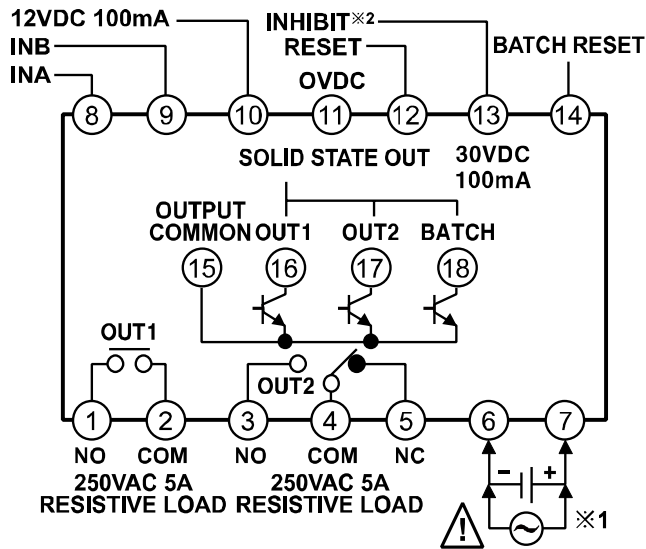 12VDC 100mA
INB
INA
INHIBIT※2
RESET
0VDC
BATCH RESET
8 9 10 11 12 13 14
SOLID STATE OUT
30VDC
100mA
OUTPUT
COMMON OUT1 OUT2 BATCH
15 16 17 18
OUT1
OUT2
1 2 3 4 5 6 7
NO COM NO COM NC
250VAC 5A
RESISTIVE LOAD
250VAC 5A
RESISTIVE LOAD
- +
! ※1